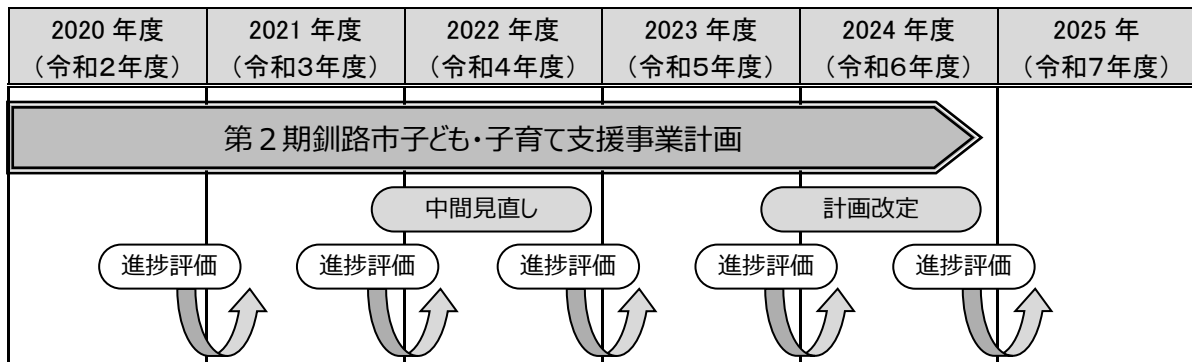 2020 年度
（令和2年度）
2021 年度
（令和3年度）
2022 年度
（令和4年度）
2023 年度
（令和5年度）
2024 年度
（令和6年度）
2025 年
（令和7年度）
第２期釧路市子ども・子育て支援事業計画
中間見直し
計画改定
進捗評価
進捗評価
進捗評価
進捗評価
進捗評価